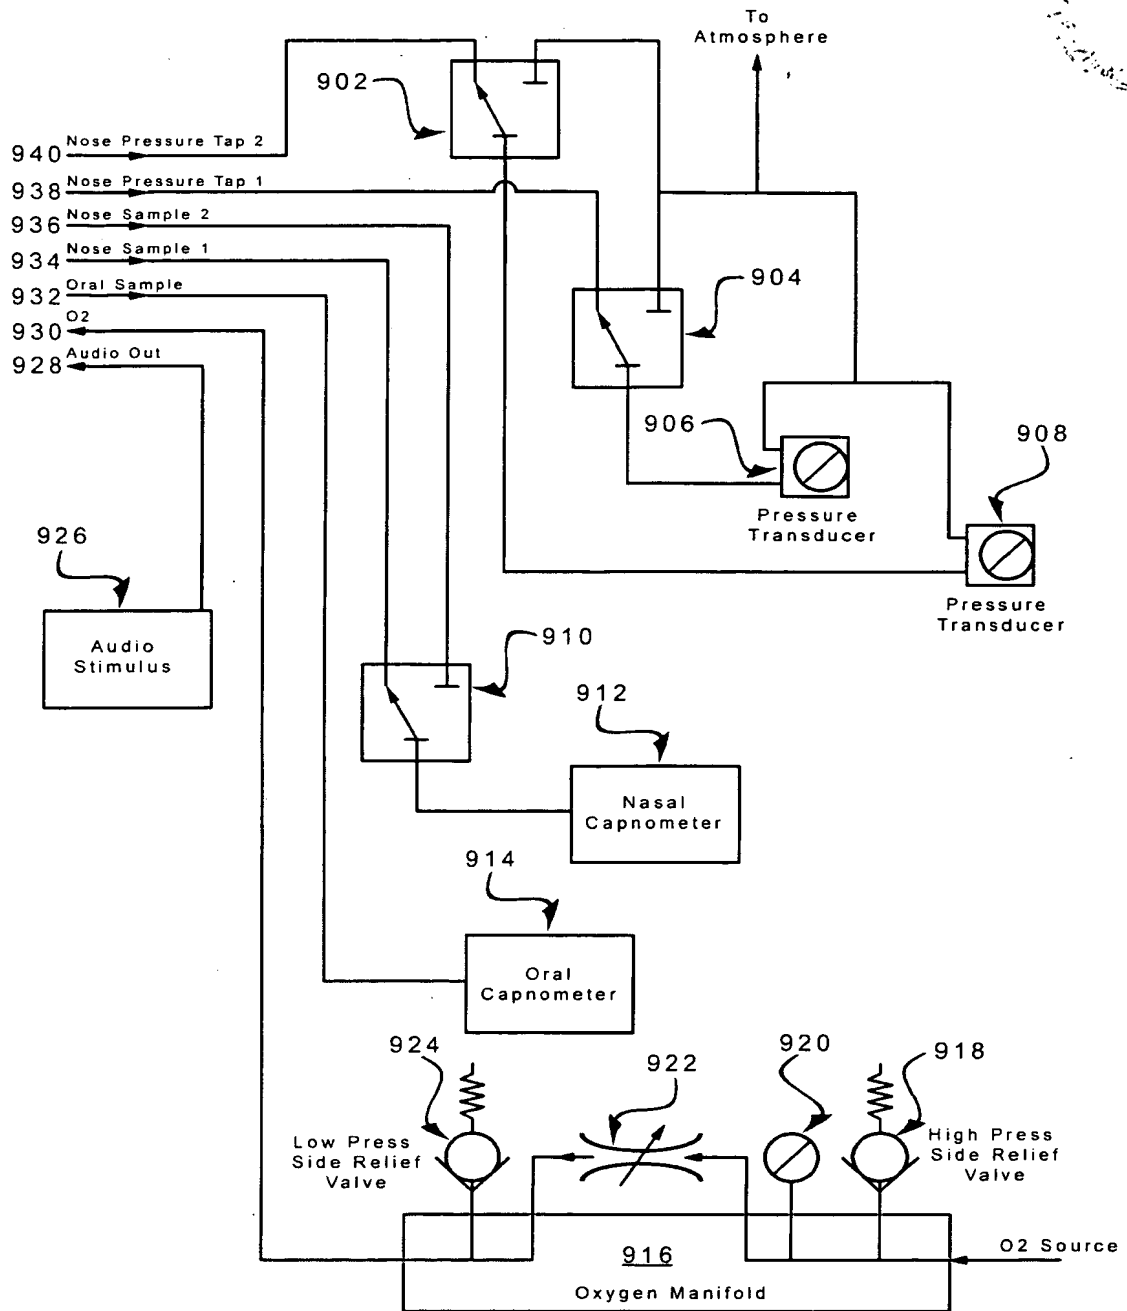 To
Atmosphere
902
940 Nose Pressure Tap 2
938 Nose Pressure Tap 1
936 Nose Sample 2
934 Nose Sample 1
932 Oral Sample
930 O2
928 Audio Out
904
906
908
Pressure
Transducer
Pressure
Transducer
926
Audio
Stimulus
910
912
Nasal
Capnometer
914
Oral
Capnometer
924
922
920
918
Low Press
Side Relief
Valve
High Press
Side Relief
Valve
916
O2 Source
Oxygen Manifold